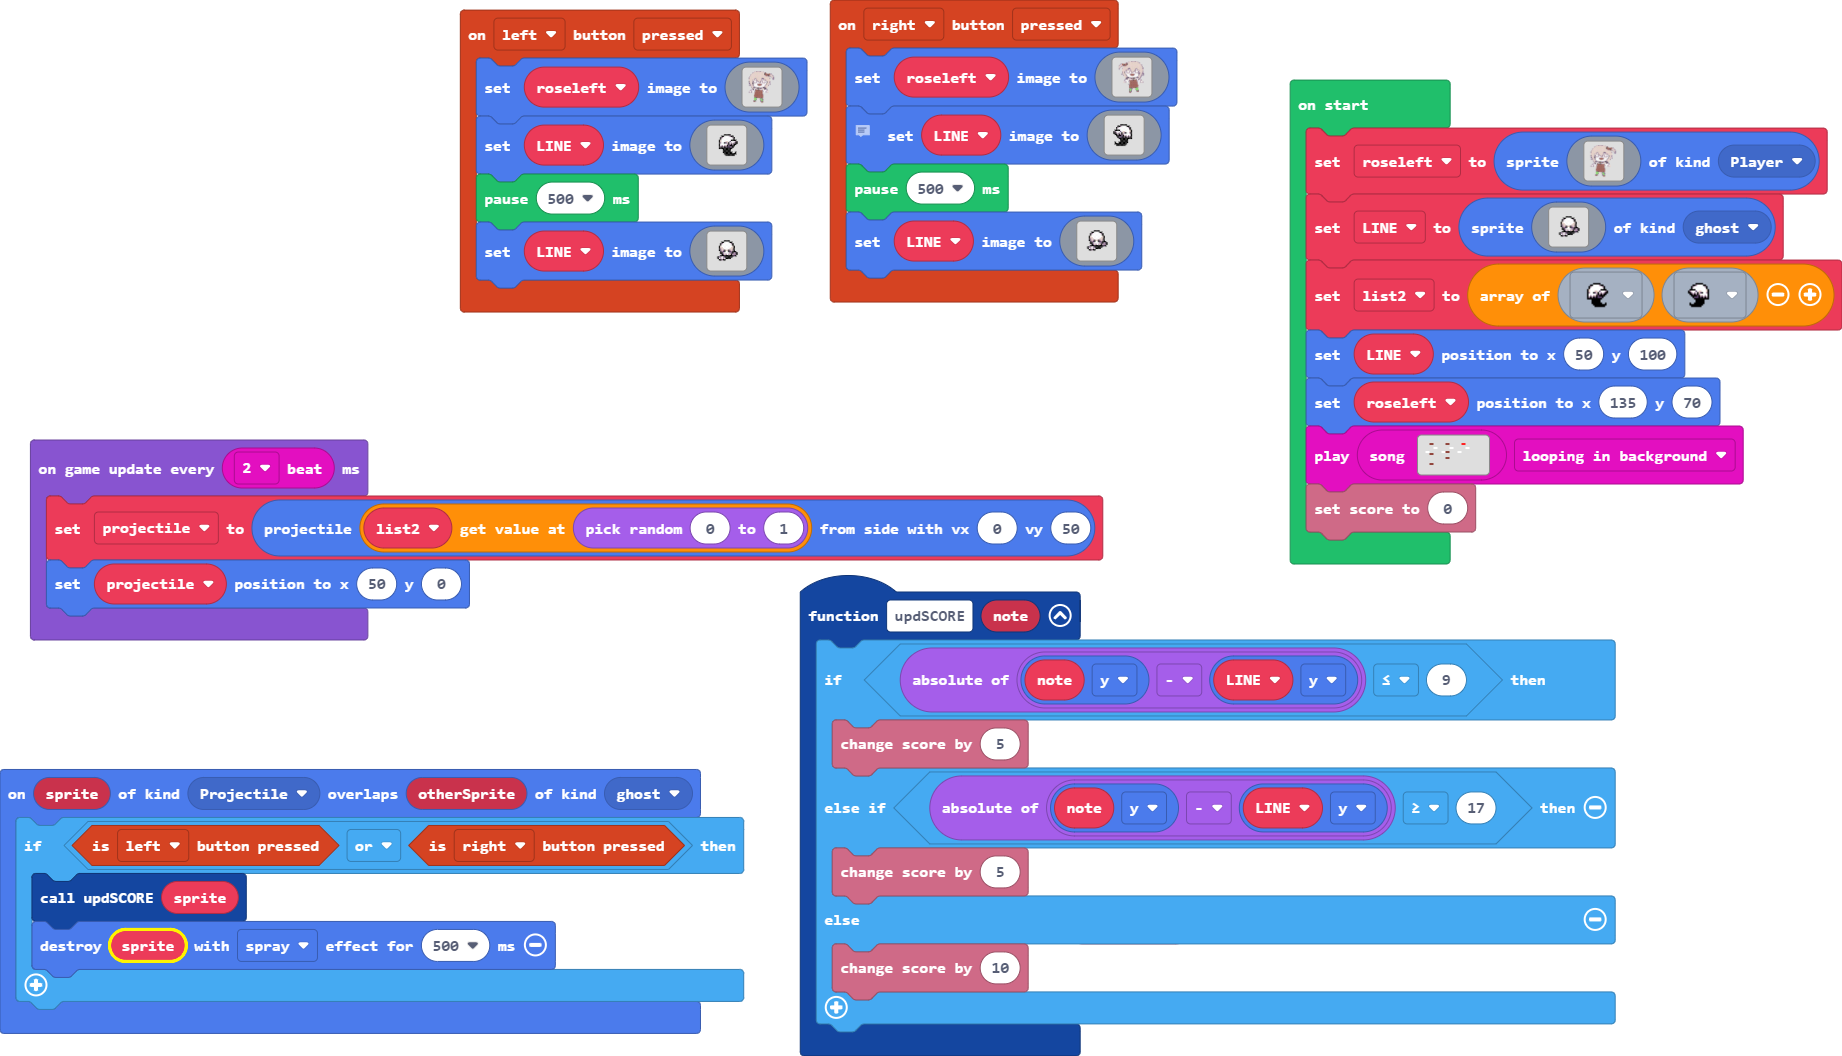 on left button pressed
set roseleft image to
set LINE image to
pause 500 ms
set LINE image to
on right button pressed
set roseleft image to
set LINE image to
pause 500 ms
set LINE image to
on start
set roseleft to sprite of kind Player
set LINE to sprite of kind ghost
set list2 to array of
set LINE position to x 50 y 100
set roseleft position to x 135 y 70
play song looping in background
set score to 0
on game update every 2 beat ms
set projectile to projectile list2 get value at pick random 0 to 1 from side with vx 0 vy 50
set projectile position to x 50 y 0
function updSCORE note
if absolute of note y - LINE y ≤ 9 then
change score by 5
else if absolute of note y - LINE y ≥ 17 then
change score by 5
else
change score by 10
on sprite of kind Projectile overlaps otherSprite of kind ghost
if is left button pressed or is right button pressed then
call updSCORE sprite
destroy sprite with spray effect for 500 ms